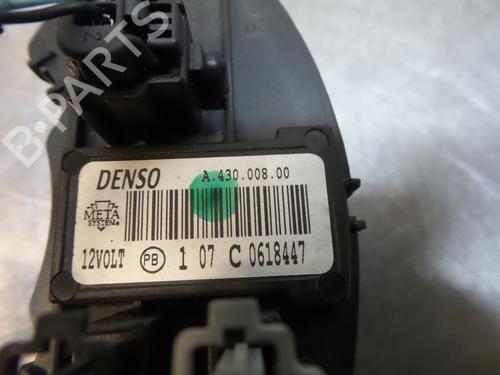 DENSO A.430.008.00
META
SYSTEM
12VOLT PB 1 07 C 0618447
B-PARTS